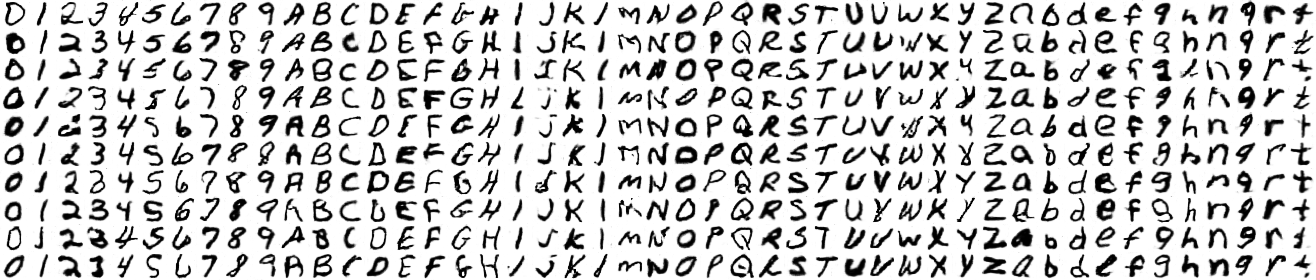 0 1 2 3 4 5 6 7 8 9 A B C D E F G H I J K l M N O P Q R S T U V W X Y Z a b d e f g h n q r t
0 1 2 3 4 5 6 7 8 9 A B C D E F G H I J K l M N O P Q R S T U V W X Y Z a b d e f g h n q r t
0 1 2 3 4 5 6 7 8 9 A B C D E F G H I J K l M N O P Q R S T U V W X Y Z a b d e f g h n q r t
0 1 2 3 4 5 6 7 8 9 A B C D E F G H L J K l M N O P Q R S T U V W X Y Z a b d e f g h n q r t
0 1 2 3 4 5 6 7 8 9 A B C D E F G H I J K l M N O P Q R S T U V W X Y Z a b d e f g h n q r t
0 1 2 3 4 5 6 7 8 9 A B C D E F G H I J K l M N O P Q R S T U V W X Y Z a b d e f g h n q r t
0 1 2 3 4 5 6 7 8 9 A B C D E F G H I J K l M N O P Q R S T U V W X Y Z a b d e f g h n q r t
0 1 2 3 4 5 6 7 8 9 A B C D E F G H I J K l M N O P Q R S T U V W X Y Z a b d e f g h n q r t
0 1 2 3 4 5 6 7 8 9 A B C D E F G H I J K l M N O P Q R S T U V W X Y Z a b d e f g h n q r t
0 1 2 3 4 5 6 7 8 9 A B C D E F G H I J K l M N O P Q R S T U V W X Y Z a b d e f g h n q r t